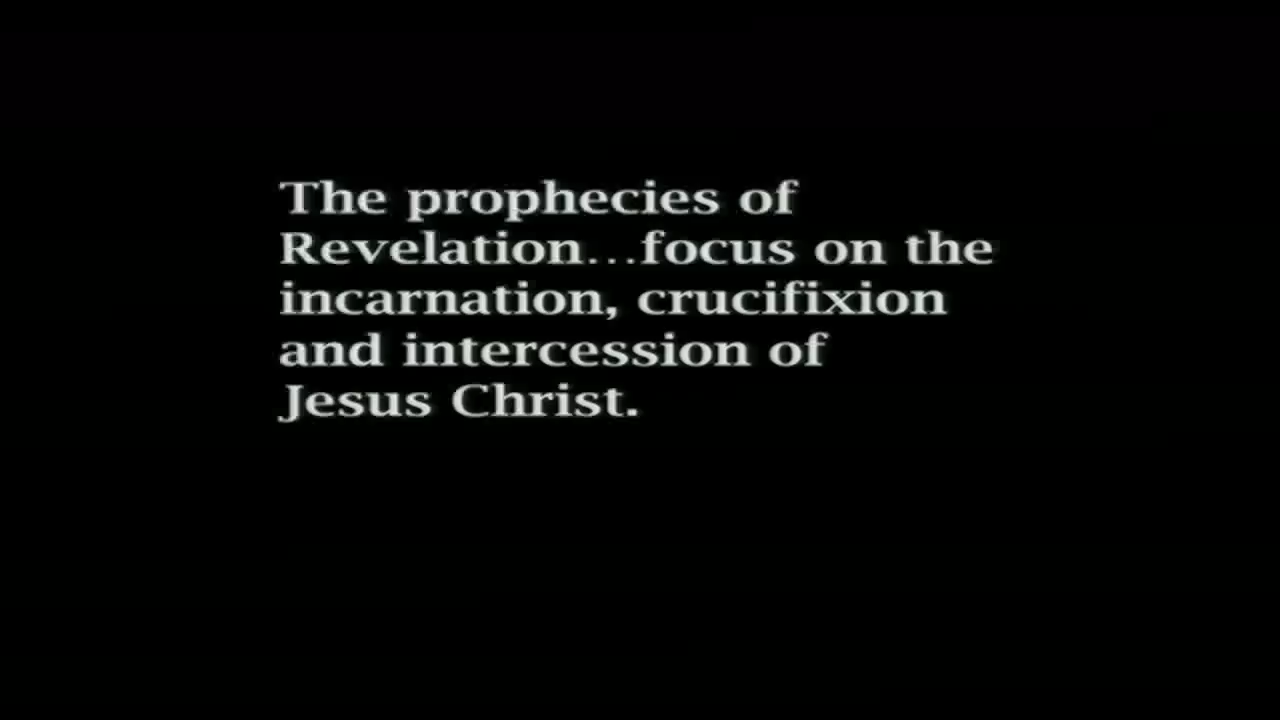 The prophecies of
Revelation...focus on the
incarnation, crucifixion
and intercession of
Jesus Christ.